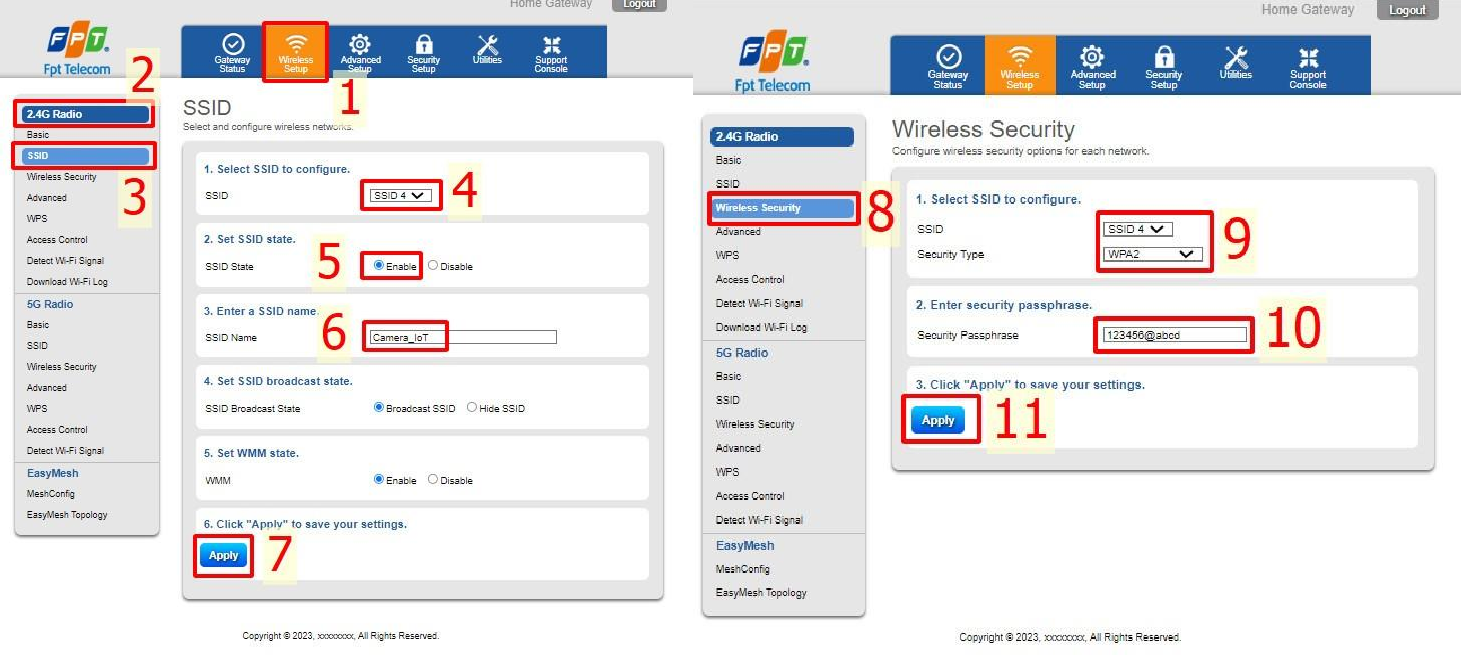 Home Gateway
Logout
FPT
Fpt Telecom
Gateway Status
Wireless Setup
Advanced Setup
Security Setup
Utilities
Support Console
1
2
2.4G Radio
Basic
SSID
3
Wireless Security
Advanced
WPS
Access Control
Detect Wi-Fi Signal
Download Wi-Fi Log
5G Radio
Basic
SSID
Wireless Security
Advanced
WPS
Access Control
Detect Wi-Fi Signal
EasyMesh
MeshConfig
EasyMesh Topology
SSID
Select and configure wireless networks.
1. Select SSID to configure.
SSID SSID 4 4
2. Set SSID state.
SSID State 5 Enable Disable
3. Enter a SSID name.
SSID Name 6 Camera_IoT
4. Set SSID broadcast state.
SSID Broadcast State Broadcast SSID Hide SSID
5. Set WMM state.
WMM Enable Disable
6. Click "Apply" to save your settings.
Apply 7
Copyright © 2023, xxxxxxxx, All Rights Reserved.
Home Gateway
Logout
FPT
Fpt Telecom
Gateway Status
Wireless Setup
Advanced Setup
Security Setup
Utilities
Support Console
2.4G Radio
Basic
SSID
Wireless Security 8
Advanced
WPS
Access Control
Detect Wi-Fi Signal
Download Wi-Fi Log
5G Radio
Basic
SSID
Wireless Security
Advanced
WPS
Access Control
Detect Wi-Fi Signal
EasyMesh
MeshConfig
EasyMesh Topology
Wireless Security
Configure wireless security options for each network.
1. Select SSID to configure.
SSID SSID 4
Security Type WPA2
9
2. Enter security passphrase.
Security Passphrase 123456@abcd 10
3. Click "Apply" to save your settings.
Apply 11
Copyright © 2023, xxxxxxxx, All Rights Reserved.